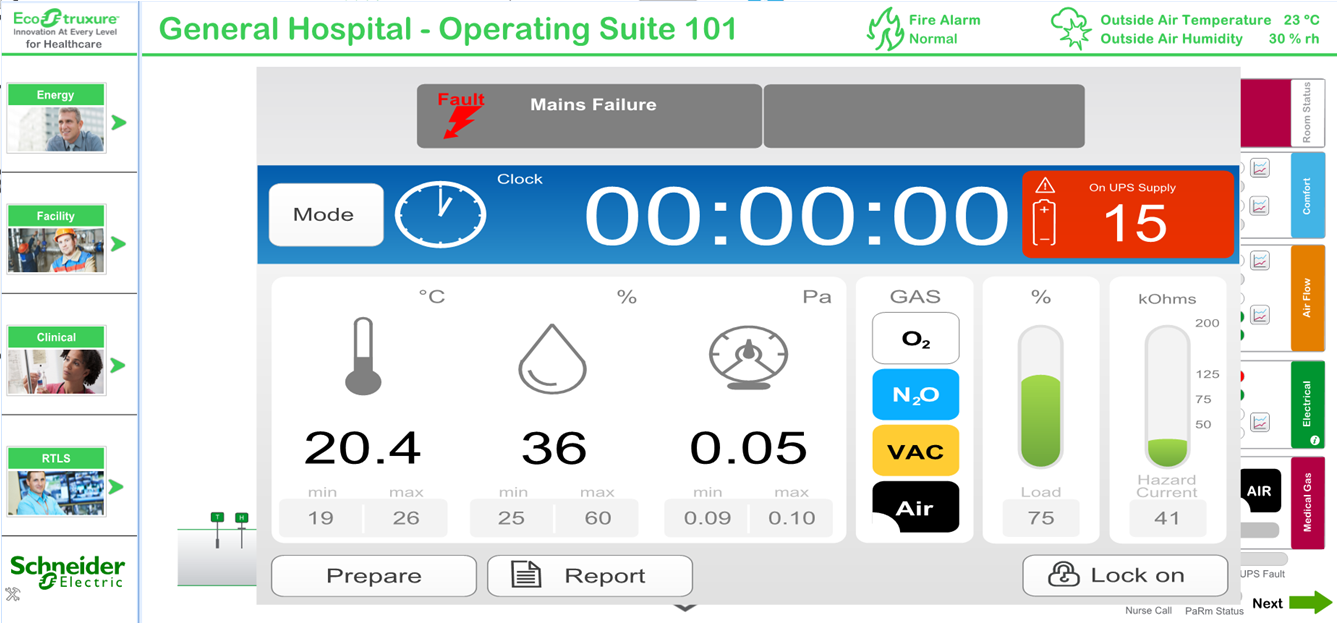 EcoStruxure™
Innovation At Every Level
for Healthcare
General Hospital - Operating Suite 101
Fire Alarm
Normal
Outside Air Temperature 23 °C
Outside Air Humidity 30 % rh
Energy
Facility
Clinical
RTLS
Schneider
Electric
Fault
Mains Failure
Mode
Clock
00:00:00
On UPS Supply
15
°C
20.4
min max
19 26
%
36
min max
25 60
Pa
0.05
min max
0.09 0.10
GAS
O₂
N₂O
VAC
Air
%
Load
75
kOhms
200
125
75
50
Hazard
Current
41
Prepare
Report
Lock on
T H
Room Status
Comfort
Air Flow
Electrical
Medical Gas
AIR
UPS Fault
Nurse Call PaRm Status
Next